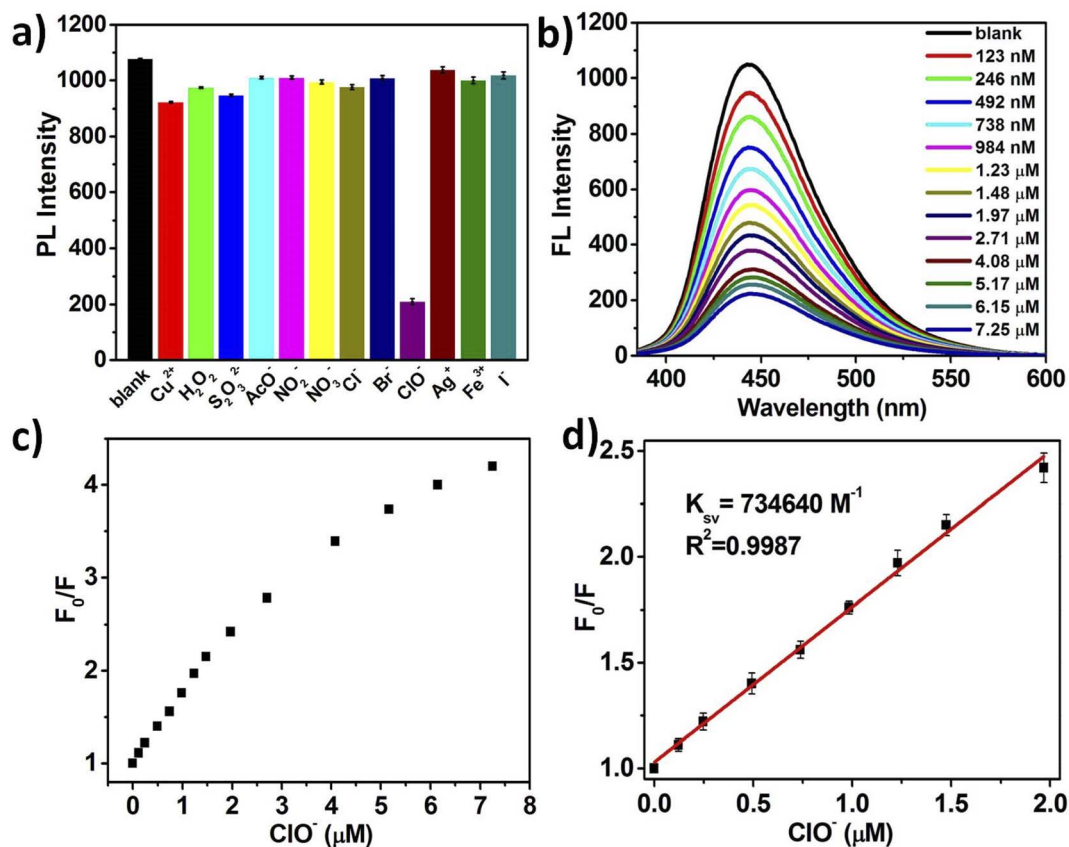 a)
PL Intensity
1200
1000
800
600
400
200
0
blank
Cu²⁺
H₂O₂
S₂O₃²⁻
AcO⁻
NO₂⁻
NO₃⁻
Cl⁻
Br⁻
ClO⁻
Ag⁺
Fe³⁺
I⁻
b)
FL Intensity
1200
1000
800
600
400
200
0
400
450
500
550
600
Wavelength (nm)
blank
123 nM
246 nM
492 nM
738 nM
984 nM
1.23 μM
1.48 μM
1.97 μM
2.71 μM
4.08 μM
5.17 μM
6.15 μM
7.25 μM
c)
F₀/F
4
3
2
1
0
1
2
3
4
5
6
7
8
ClO⁻ (μM)
d)
F₀/F
2.5
2.0
1.5
1.0
0.0
0.5
1.0
1.5
2.0
ClO⁻ (μM)
Kₛᵥ= 734640 M⁻¹
R²=0.9987